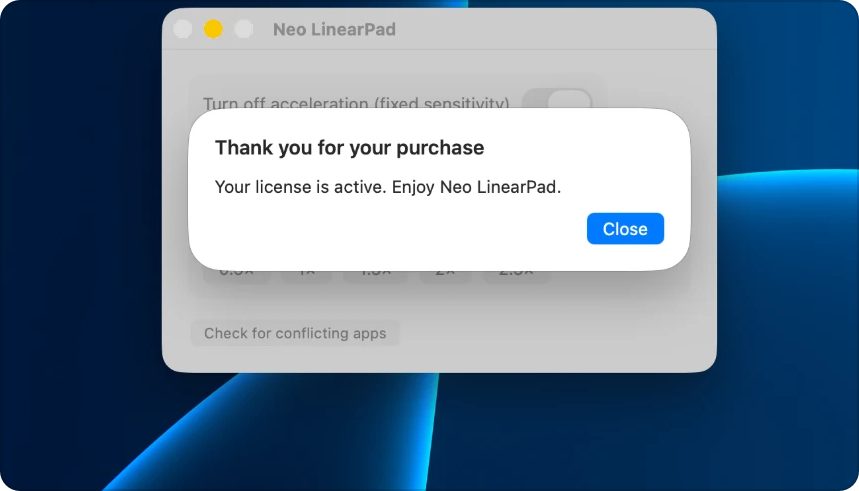 Neo LinearPad
Turn off acceleration (fixed sensitivity)
Thank you for your purchase
Your license is active. Enjoy Neo LinearPad.
Close
Check for conflicting apps